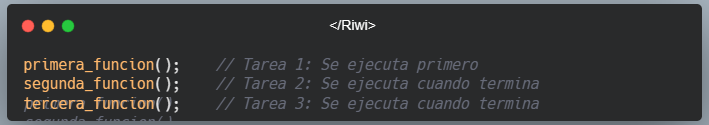 </Riwi>
primera_funcion();    // Tarea 1: Se ejecuta primero
segunda_funcion();    // Tarea 2: Se ejecuta cuando termina
tercera_funcion();    // Tarea 3: Se ejecuta cuando termina
segunda_funcion()